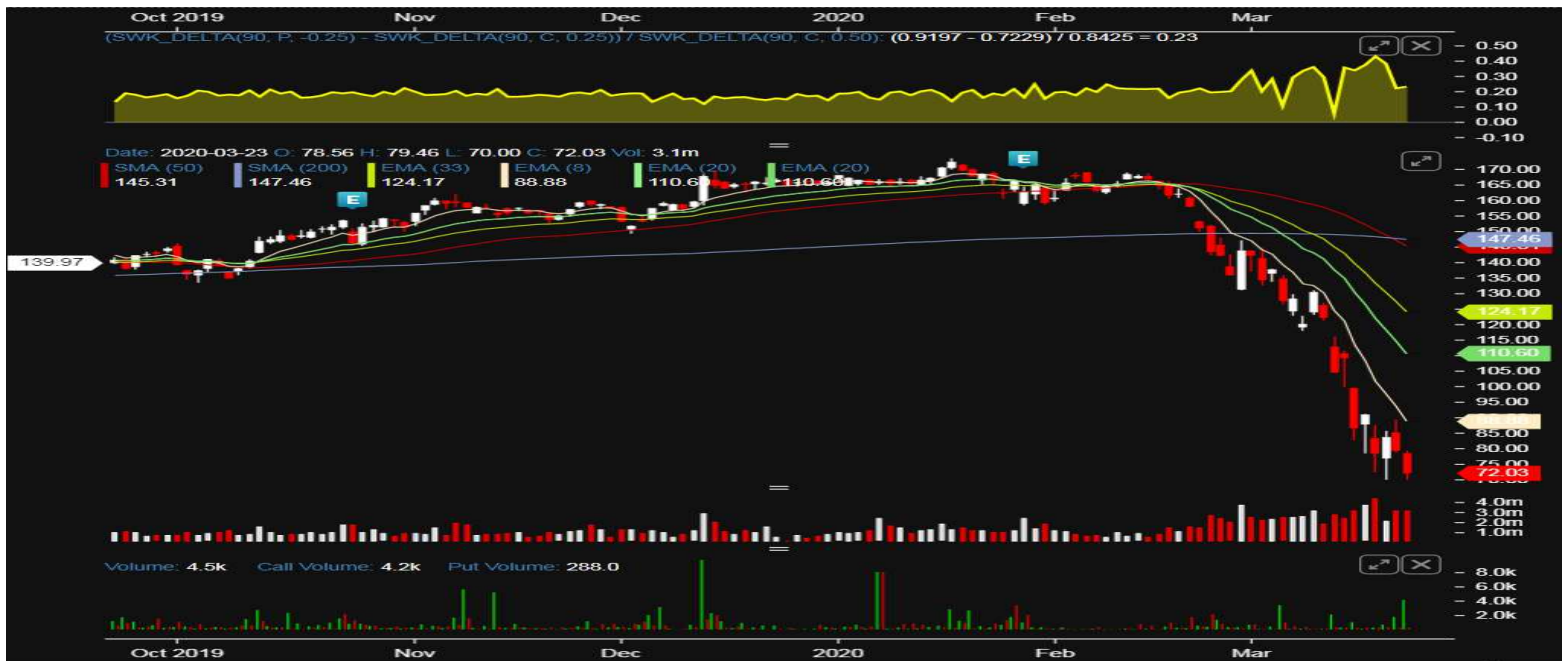 Oct 2019 Nov Dec 2020 Feb Mar
(SWK_DELTA(90, P, -0.25) - SWK_DELTA(90, C, 0.25)) / SWK_DELTA(90, C, 0.50): (0.9197 - 0.7229) / 0.8425 = 0.23
0.50
0.40
0.30
0.20
0.10
0.00
-0.10
Date: 2020-03-23 O: 78.56 H: 79.46 L: 70.00 C: 72.03 Vol: 3.1m
SMA (50) SMA (200) EMA (33) EMA (8) EMA (20) EMA (20)
145.31 147.46 124.17 88.88 110.60 110.60
E
E
170.00
165.00
160.00
155.00
150.00
147.46
139.97
140.00
135.00
130.00
124.17
120.00
115.00
110.60
105.00
100.00
95.00
88.88
85.00
80.00
75.00
72.03
4.0m
3.0m
2.0m
1.0m
Volume: 4.5k Call Volume: 4.2k Put Volume: 288.0
8.0k
6.0k
4.0k
2.0k
Oct 2019 Nov Dec 2020 Feb Mar